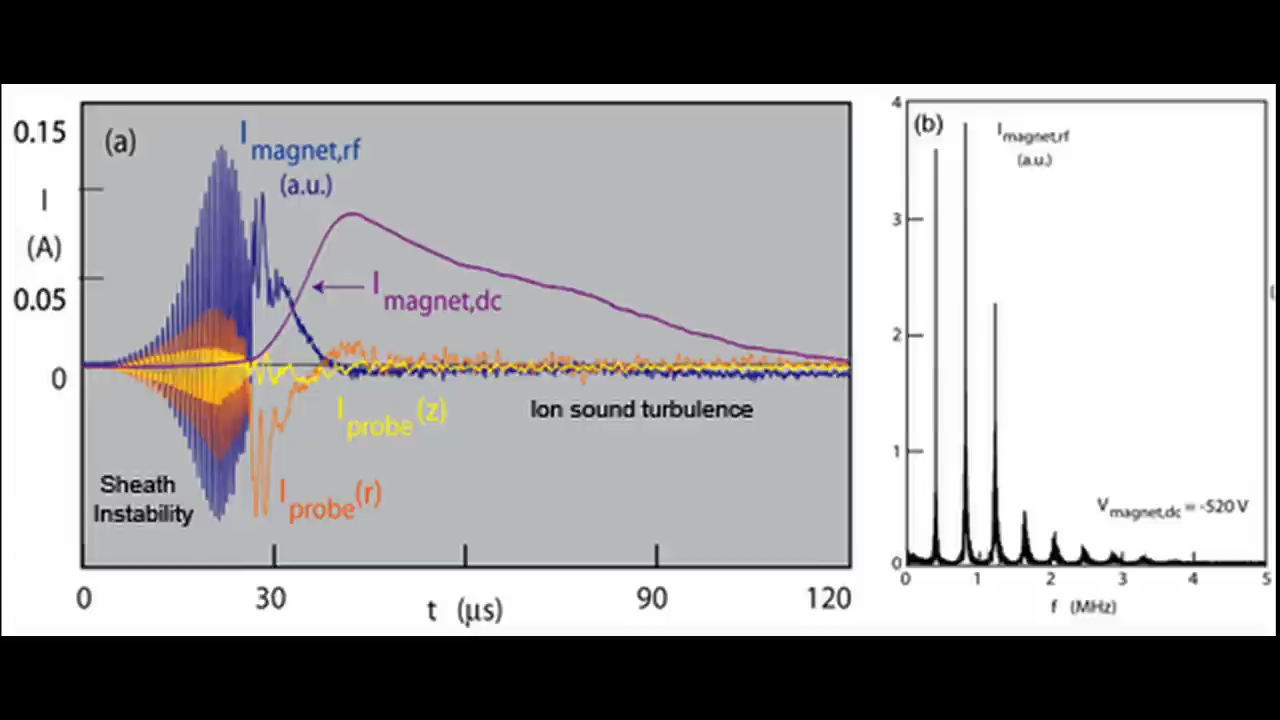 (a)
0.15
I
(A)
0.05
0
I magnet,rf
(a.u.)
I magnet,dc
I probe (z)
I probe (r)
Ion sound turbulence
Sheath
Instability
0 30 90 120
t (μs)
(b)
4
3
2
1
0
I magnet,rf
(a.u.)
V magnet,dc = -520 V
0 1 2 3 4 5
f (MHz)